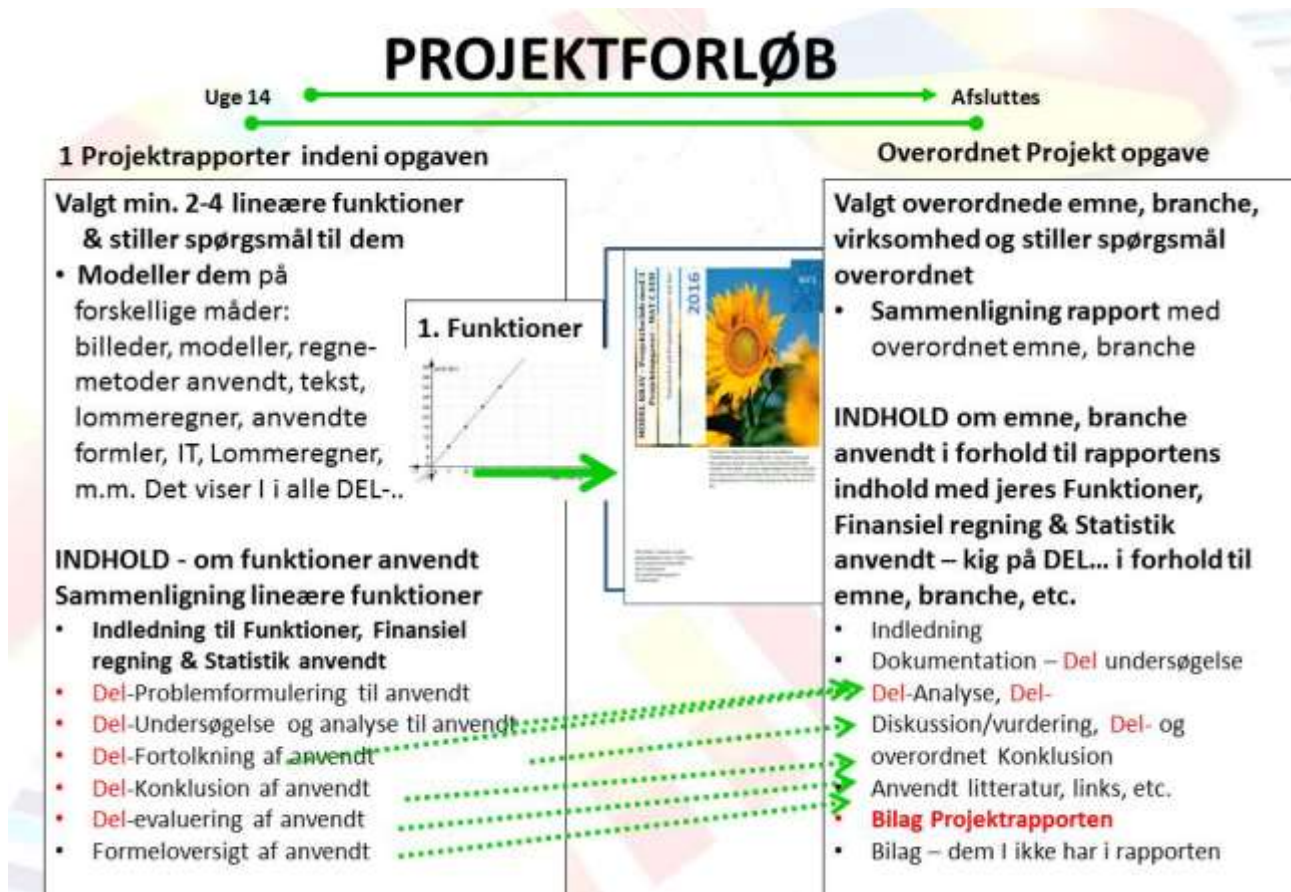 PROJEKTFORLØB
Uge 14
Afsluttes
1 Projektrapporter indeni opgaven
Overordnet Projekt opgave
Valgt min. 2-4 lineære funktioner
& stiller spørgsmål til dem
• Modeller dem på
forskellige måder:
billeder, modeller, regne-
metoder anvendt, tekst,
lommeregner, anvendte
formler, IT, Lommeregner,
m.m. Det viser I i alle DEL-..
INDHOLD - om funktioner anvendt
Sammenligning lineære funktioner
• Indledning til Funktioner, Finansiel
regning & Statistik anvendt
• Del-Problemformulering til anvendt
• Del-Undersøgelse og analyse til anvendt
• Del-Fortolkning af anvendt
• Del-Konklusion af anvendt
• Del-evaluering af anvendt
• Formeloversigt af anvendt
1. Funktioner
2016
Valgt overordnede emne, branche,
virksomhed og stiller spørgsmål
overordnet
• Sammenligning rapport med
overordnet emne, branche
INDHOLD om emne, branche
anvendt i forhold til rapportens
indhold med jeres Funktioner,
Finansiel regning & Statistik
anvendt – kig på DEL... i forhold til
emne, branche, etc.
• Indledning
• Dokumentation – Del undersøgelse
Del-Analyse, Del-
• Diskussion/vurdering, Del- og
overordnet Konklusion
• Anvendt litteratur, links, etc.
• Bilag Projektrapporten
• Bilag – dem I ikke har i rapporten